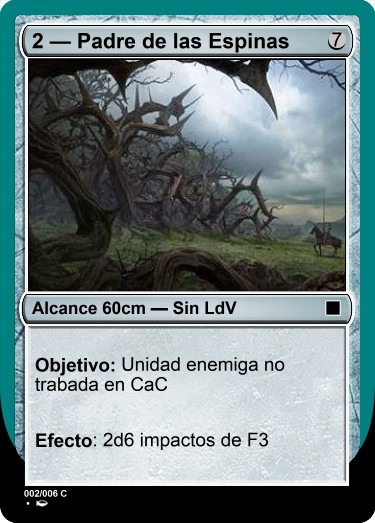 2 — Padre de las Espinas 7
Alcance 60cm — Sin LdV
Objetivo: Unidad enemiga no
trabada en CaC
Efecto: 2d6 impactos de F3
002/006 C